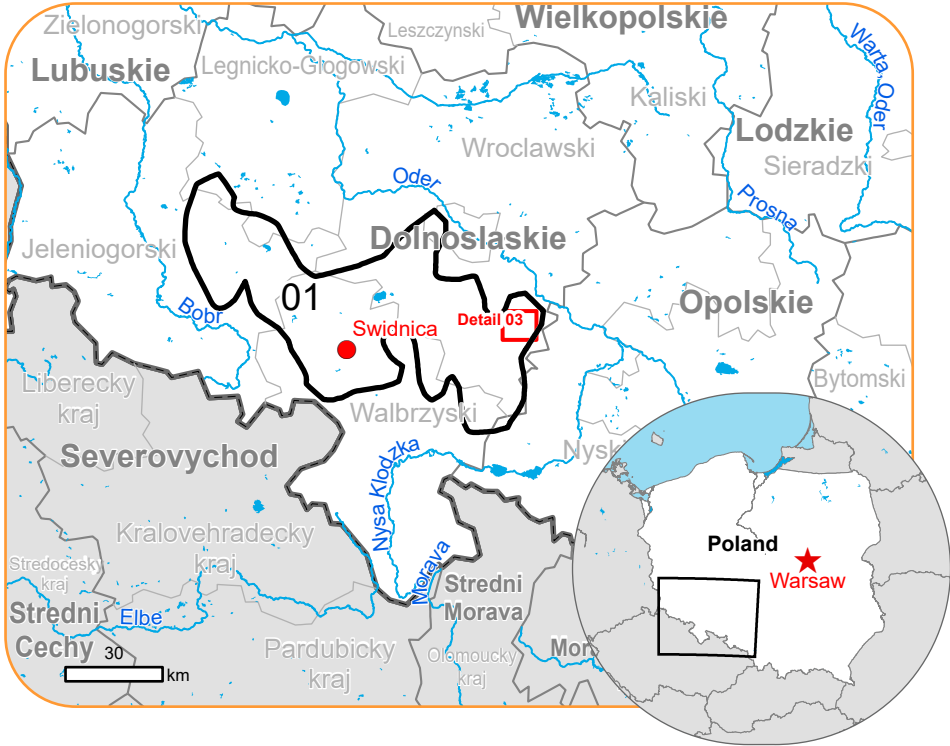 Zielonogorski
Leszczynski
Wielkopolskie
Lubuskie
Legnicko-Glogowski
Warta, Oder
Kaliski
Lodzkie
Wroclawski
Sieradzki
Oder
Prosna
Jeleniogorski
Dolnoslaskie
01
Opolskie
Bobr
Detail 03
Swidnica
Liberecky
kraj
Walbrzyski
Bytomski
Severovychod
Nysa Klodzka
Nyski
Kralovehradecky
kraj
Poland
Stredocesky
kraj
Morava
Stredni
Morava
Warsaw
Stredni
Cechy
Elbe
Pardubicky
kraj
Olomoucky
kraj
Mor
30
km